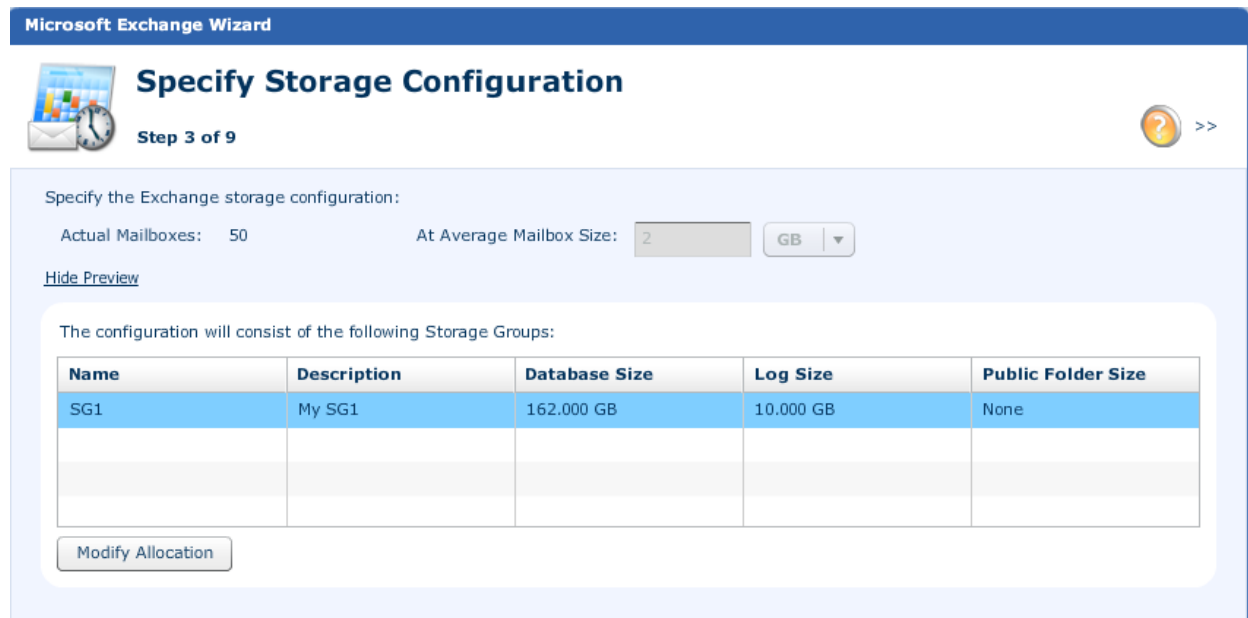 Microsoft Exchange Wizard
Specify Storage Configuration
Step 3 of 9
? >>
Specify the Exchange storage configuration:
Actual Mailboxes: 50 At Average Mailbox Size: 2 GB
Hide Preview
The configuration will consist of the following Storage Groups:
Name Description Database Size Log Size Public Folder Size
SG1 My SG1 162.000 GB 10.000 GB None
Modify Allocation